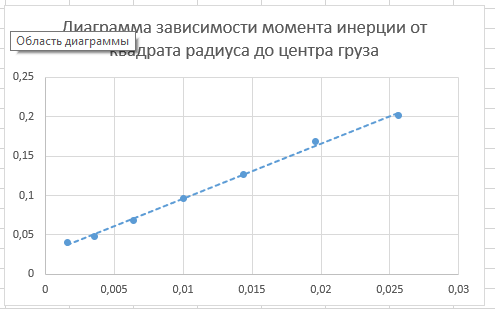 Диаграмма зависимости момента инерции от
Область диаграммы
квадрата радиуса до центра груза
0,25
0,2
0,15
0,1
0,05
0
0 0,005 0,01 0,015 0,02 0,025 0,03